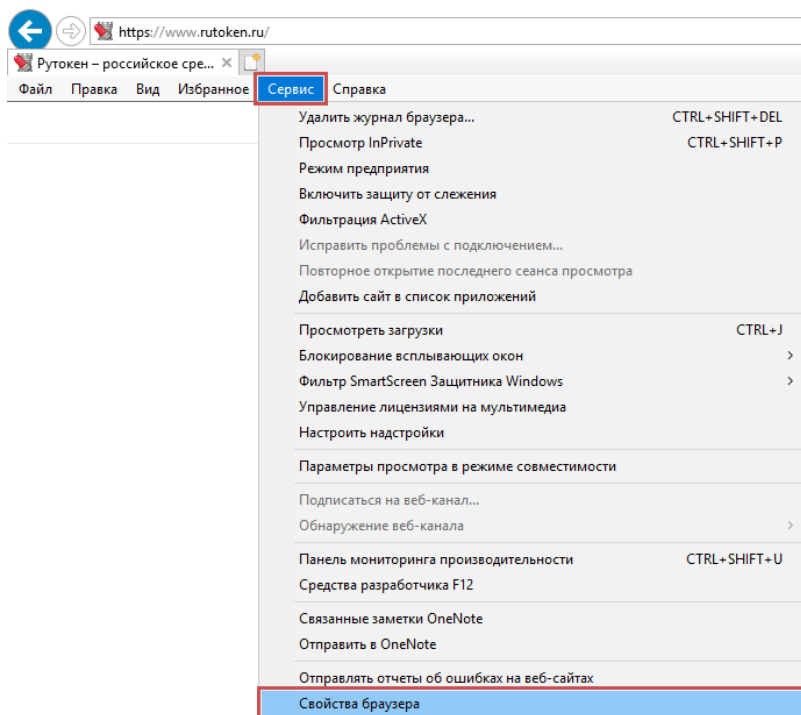 https://www.rutoken.ru/
Рутокен – российское сре...
Файл Правка Вид Избранное Сервис Справка
Удалить журнал браузера... CTRL+SHIFT+DEL
Просмотр InPrivate CTRL+SHIFT+P
Режим предприятия
Включить защиту от слежения
Фильтрация ActiveX
Исправить проблемы с подключением...
Повторное открытие последнего сеанса просмотра
Добавить сайт в список приложений
Просмотреть загрузки CTRL+J
Блокирование всплывающих окон
Фильтр SmartScreen Защитника Windows
Управление лицензиями на мультимедиа
Настроить надстройки
Параметры просмотра в режиме совместимости
Подписаться на веб-канал...
Обнаружение веб-канала
Панель мониторинга производительности CTRL+SHIFT+U
Средства разработчика F12
Связанные заметки OneNote
Отправить в OneNote
Отправлять отчеты об ошибках на веб-сайтах
Свойства браузера